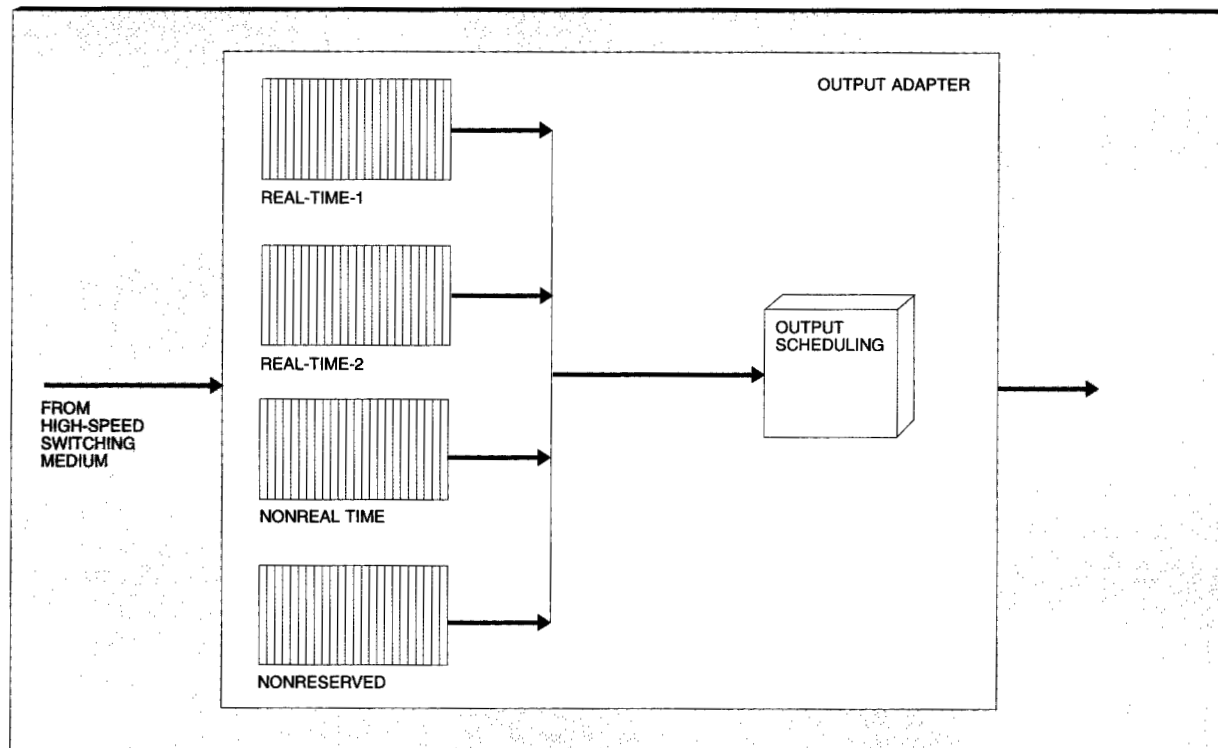 OUTPUT ADAPTER
REAL-TIME-1
REAL-TIME-2
FROM
HIGH-SPEED
SWITCHING
MEDIUM
OUTPUT
SCHEDULING
NONREAL TIME
NONRESERVED